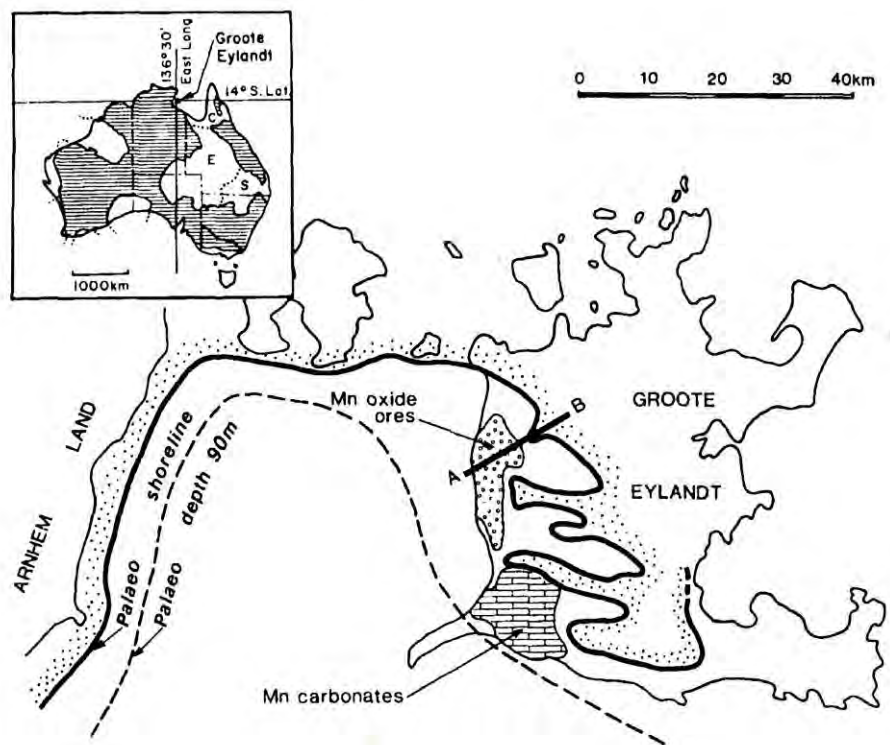 136°30'
East Long
Groote
Eylandt
14° S. Lat.
C
E
S
1000km
0 10 20 30 40km
Mn oxide
ores
B
A
GROOTE
EYLANDT
LAND
ARNHEM
shoreline
depth 90m
Palaeo
Palaeo
Mn carbonates